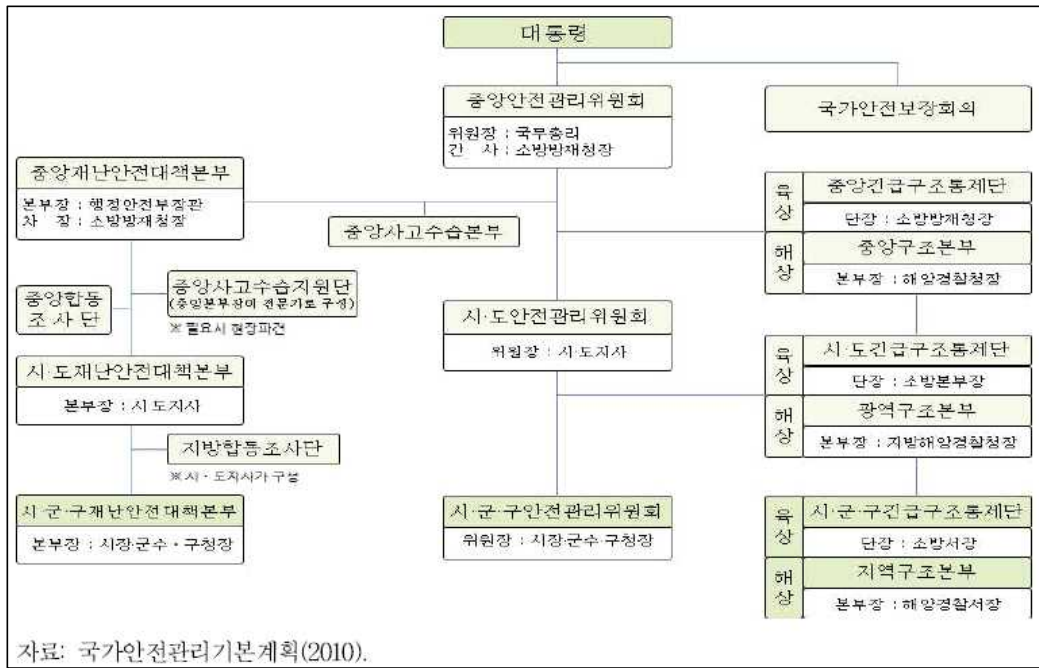 대통령
중앙안전관리위원회
위원장 : 국무총리
간 사 : 소방방재청장
국가안전보장회의
중앙재난안전대책본부
본부장 : 행정안전부장관
차 장 : 소방방재청장
중앙사고수습본부
육상
중앙긴급구조통제단
단장 : 소방방재청장
해상
중앙구조본부
본부장 : 해양경찰청장
중앙합동
조사단
중앙사고수습지원단
(중앙본부장이 전문가로 구성)
※ 필요시 현장파견
시·도안전관리위원회
위원장 : 시·도지사
육상
시·도긴급구조통제단
단장 : 소방본부장
해상
광역구조본부
본부장 : 지방해양경찰청장
시·도재난안전대책본부
본부장 : 시·도지사
지방합동조사단
※ 시·도지사가 구성
시·군·구재난안전대책본부
본부장 : 시장·군수·구청장
시·군·구안전관리위원회
위원장 : 시장·군수·구청장
육상
시·군·구긴급구조통제단
단장 : 소방서장
해상
지역구조본부
본부장 : 해양경찰서장
자료: 국가안전관리기본계획(2010).